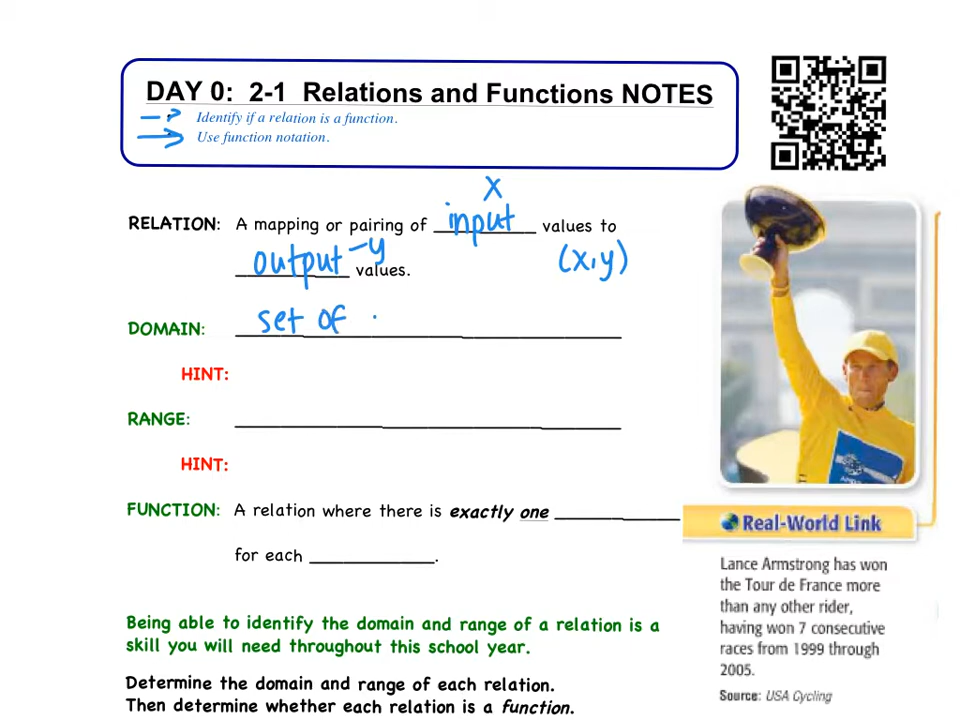 DAY 0: 2-1 Relations and Functions NOTES
Identify if a relation is a function.
Use function notation.
x
RELATION: A mapping or pairing of input values to
output -y values. (x,y)
DOMAIN: set of
HINT:
RANGE:
HINT:
FUNCTION: A relation where there is exactly one
for each .
Being able to identify the domain and range of a relation is a
skill you will need throughout this school year.
Determine the domain and range of each relation.
Then determine whether each relation is a function.
Real-World Link
Lance Armstrong has won
the Tour de France more
than any other rider,
having won 7 consecutive
races from 1999 through
2005.
Source: USA Cycling